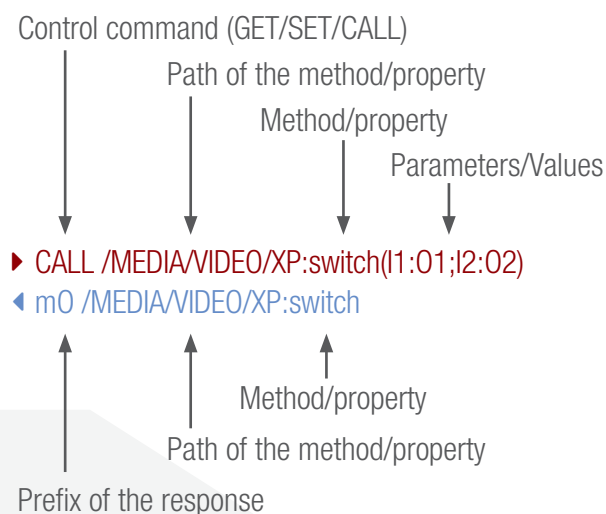 Control command (GET/SET/CALL)
Path of the method/property
Method/property
Parameters/Values
CALL /MEDIA/VIDEO/XP:switch(I1:O1;I2:O2)
mO /MEDIA/VIDEO/XP:switch
Method/property
Path of the method/property
Prefix of the response